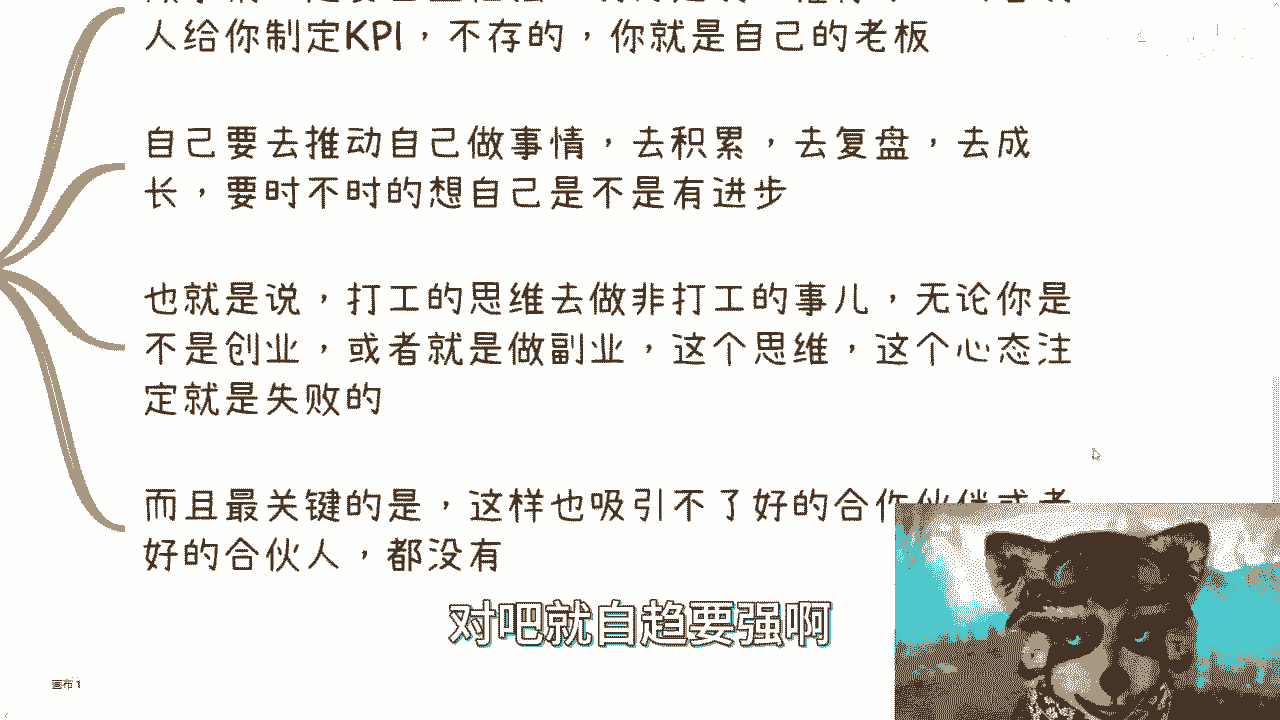 人给你制定KPI，不存的，你就是自己的老板
自己要去推动自己做事情，去积累，去复盘，去成
长，要时不时的想自己是不是有进步
也就是说，打工的思维去做非打工的事儿，无论你是
不是创业，或者就是做副业，这个思维，这个心态注
定就是失败的
而且最关键的是，这样也吸引不了好的合作伙伴或者
好的合伙人，都没有
对吧就自趋要强啊
画布 1